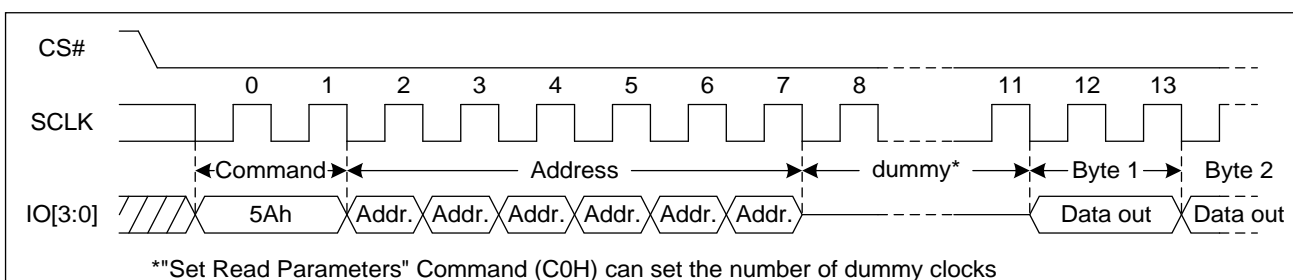 CS#
0 1 2 3 4 5 6 7 8 11 12 13
SCLK
Command Address dummy* Byte 1 Byte 2
IO[3:0] 5Ah Addr. Addr. Addr. Addr. Addr. Addr. Data out Data out
*"Set Read Parameters" Command (C0H) can set the number of dummy clocks